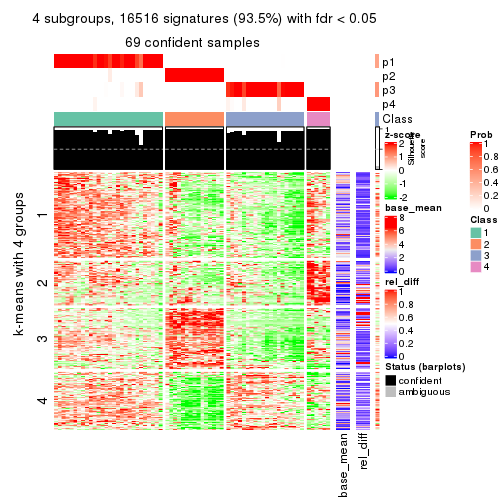 4 subgroups, 16516 signatures (93.5%) with fdr < 0.05
69 confident samples
p1
p2
p3
p4
Class
1
Silhouette
score
k-means with 4 groups
1
2
3
4
base_mean
rel_diff
z-score
2
1
0
-1
-2
base_mean
8
6
4
2
0
rel_diff
1
0.8
0.6
0.4
0.2
0
Status (barplots)
confident
ambiguous
Prob
1
0.8
0.6
0.4
0.2
0
Class
1
2
3
4